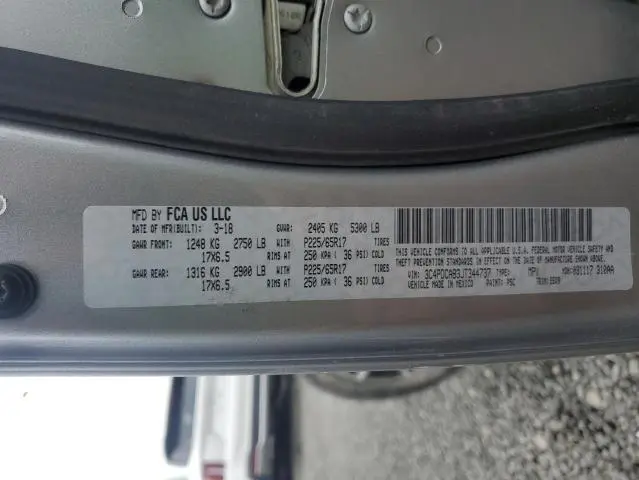 MFD BY FCA US LLC
DATE OF MFR(BUILT): 3-18 GVWR: 2405 KG 5300 LB
GAWR FRONT: 1248 KG 2750 LB WITH P225/65R17 TIRES
17X6.5 RIMS AT 250 KPA ( 36 PSI) COLD
GAWR REAR: 1316 KG 2900 LB WITH P225/65R17 TIRES
17X6.5 RIMS AT 250 KPA ( 36 PSI) COLD
THIS VEHICLE CONFORMS TO ALL APPLICABLE U.S.A. FEDERAL MOTOR VEHICLE SAFETY AND
THEFT PREVENTION STANDARDS IN EFFECT ON THE DATE OF MANUFACTURE SHOWN ABOVE.
VIN: 3C4PDCAB3JT344737 TYPE: MPV MDH: 031117 310AA
VEHICLE MADE IN MEXICO PAINT: PSC TRIM: